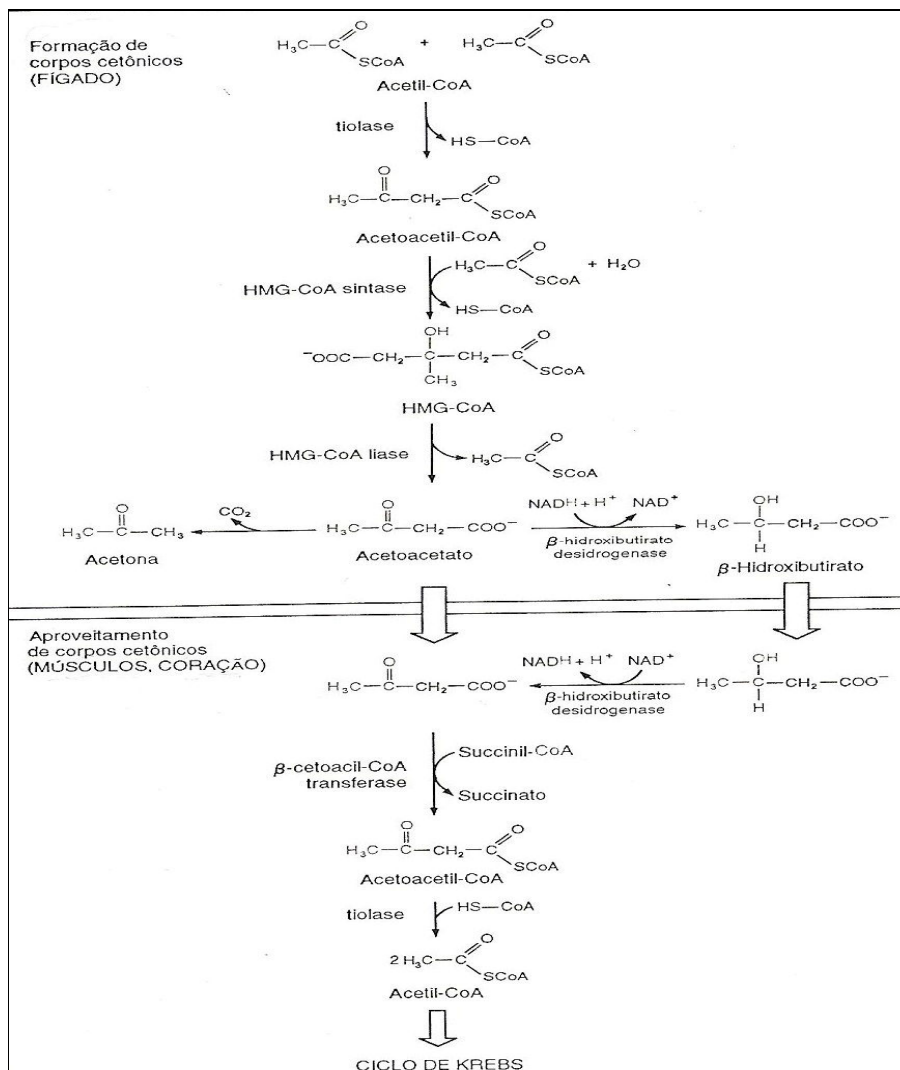 Formação de
corpos cetônicos
(FÍGADO)
H₃C—C
O
SCoA
+
H₃C—C
O
SCoA
Acetil-CoA
tiolase
HS—CoA
O
H₃C—C—CH₂—C
O
SCoA
Acetoacetil-CoA
H₃C—C
O
SCoA
+ H₂O
HMG-CoA sintase
HS—CoA
OH
⁻OOC—CH₂—C—CH₂—C
O
SCoA
CH₃
HMG-CoA
HMG-CoA liase
H₃C—C
O
SCoA
CO₂
NADH + H⁺
NAD⁺
O
H₃C—C—CH₃
Acetona
O
H₃C—C—CH₂—COO⁻
Acetoacetato
β-hidroxibutirato
desidrogenase
OH
H₃C—C—CH₂—COO⁻
H
β-Hidroxibutirato
Aproveitamento
de corpos cetônicos
(MÚSCULOS, CORAÇÃO)
O
H₃C—C—CH₂—COO⁻
NADH + H⁺
NAD⁺
β-hidroxibutirato
desidrogenase
OH
H₃C—C—CH₂—COO⁻
H
β-cetoacil-CoA
transferase
Succinil-CoA
Succinato
O
H₃C—C—CH₂—C
O
SCoA
Acetoacetil-CoA
tiolase
HS—CoA
2 H₃C—C
O
SCoA
Acetil-CoA
CICLO DE KREBS